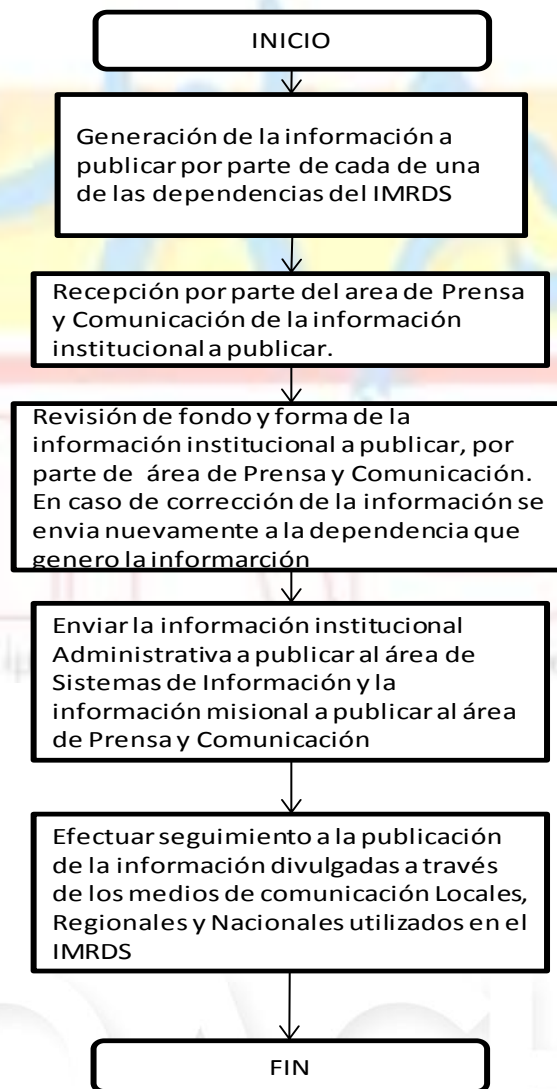 INICIO
Generación de la información a
publicar por parte de cada de una
de las dependencias del IMRDS
Recepción por parte del area de Prensa
y Comunicación de la información
institucional a publicar.
Revisión de fondo y forma de la
información institucional a publicar, por
parte de área de Prensa y Comunicación.
En caso de corrección de la información se
envia nuevamente a la dependencia que
genero la informarción
Enviar la información institucional
Administrativa a publicar al área de
Sistemas de Información y la
información misional a publicar al área
de Prensa y Comunicación
Efectuar seguimiento a la publicación
de la información divulgadas a través
de los medios de comunicación Locales,
Regionales y Nacionales utilizados en el
IMRDS
FIN